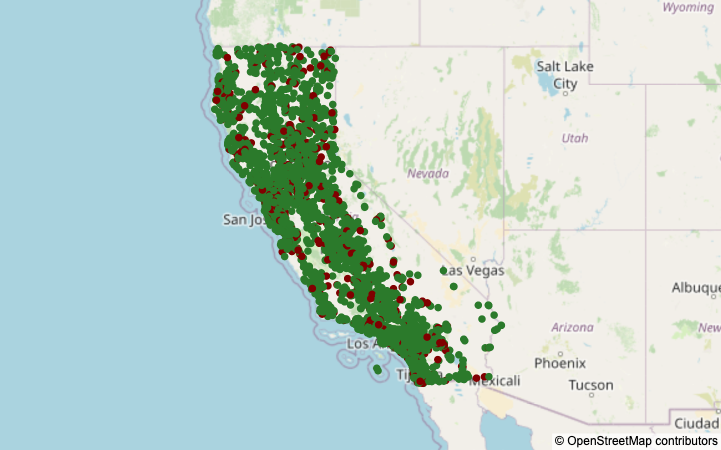 Wyoming
Salt Lake
City
Utah
Nevada
San Jos
Las Vegas
Albuque
Arizona
New
Los A
Phoenix
Mexicali
Tucson
Ciudad
© OpenStreetMap contributors